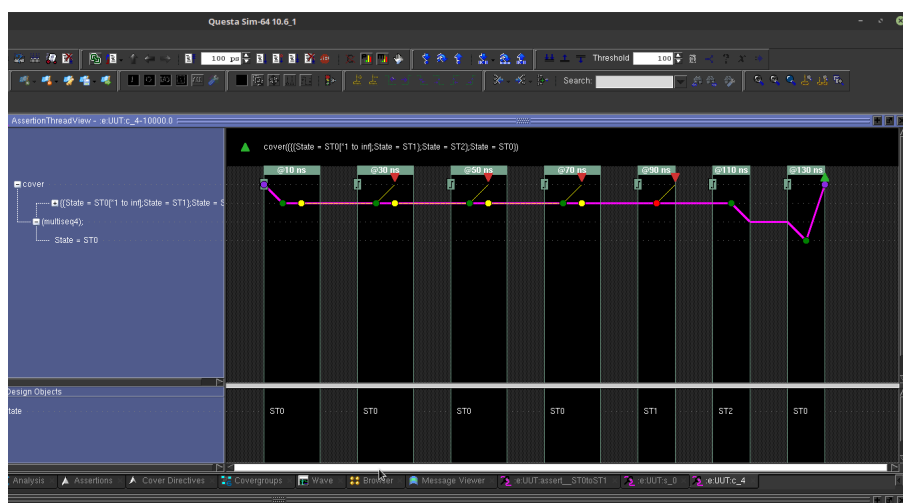 Questa Sim-64 10.6_1
100 ps
Threshold 100
Search:
AssertionThreadView - :e:UUT:c_4-10000.0
cover({{{State = ST0[*1 to inf];State = ST1};State = ST2};State = ST0})
@10 ns @30 ns @50 ns @70 ns @90 ns @110 ns @130 ns
cover
{{State = ST0[*1 to inf];State = ST1};State = S
(multiseq4);
State = ST0
Design Objects
tate ST0 ST0 ST0 ST0 ST1 ST2 ST0
Analysis Assertions Cover Directives Covergroups Wave Browser Message Viewer :e:UUT:assert__ST0toST1 :e:UUT:s_0 :e:UUT:c_4